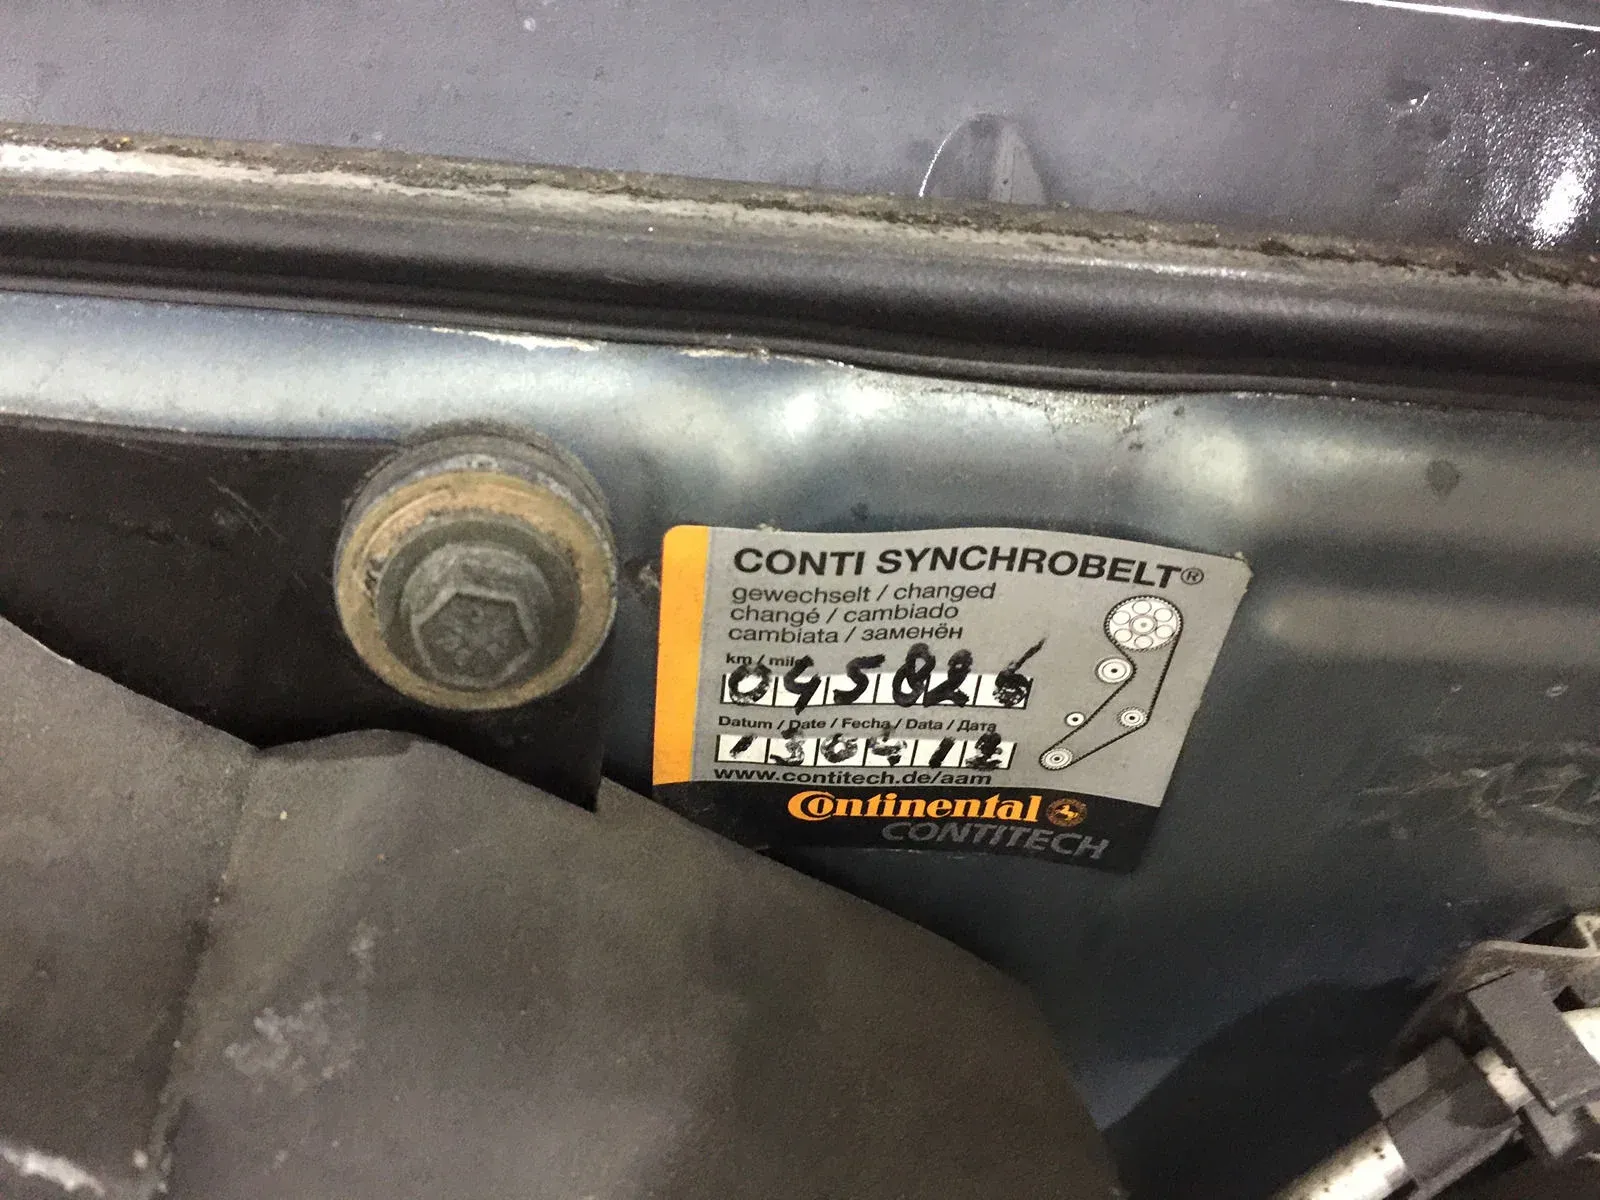 CONTI SYNCHROBELT®
gewechselt / changed
changé / cambiado
cambiata / заменён
km / mile
045826
Datum / Date / Fecha / Data / Дата
www.contitech.de/aam
Continental
CONTITECH